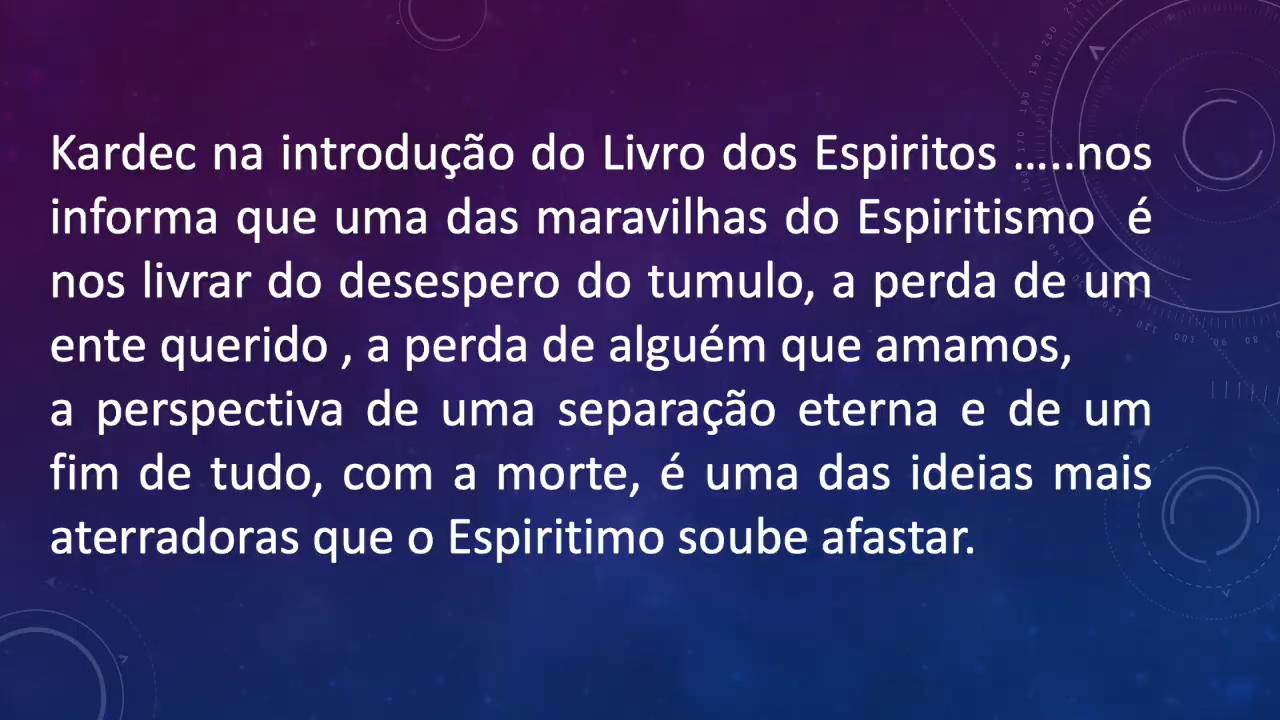 Kardec na introdução do Livro dos Espiritos …..nos
informa que uma das maravilhas do Espiritismo é
nos livrar do desespero do tumulo, a perda de um
ente querido , a perda de alguém que amamos,
a perspectiva de uma separação eterna e de um
fim de tudo, com a morte, é uma das ideias mais
aterradoras que o Espiritimo soube afastar.